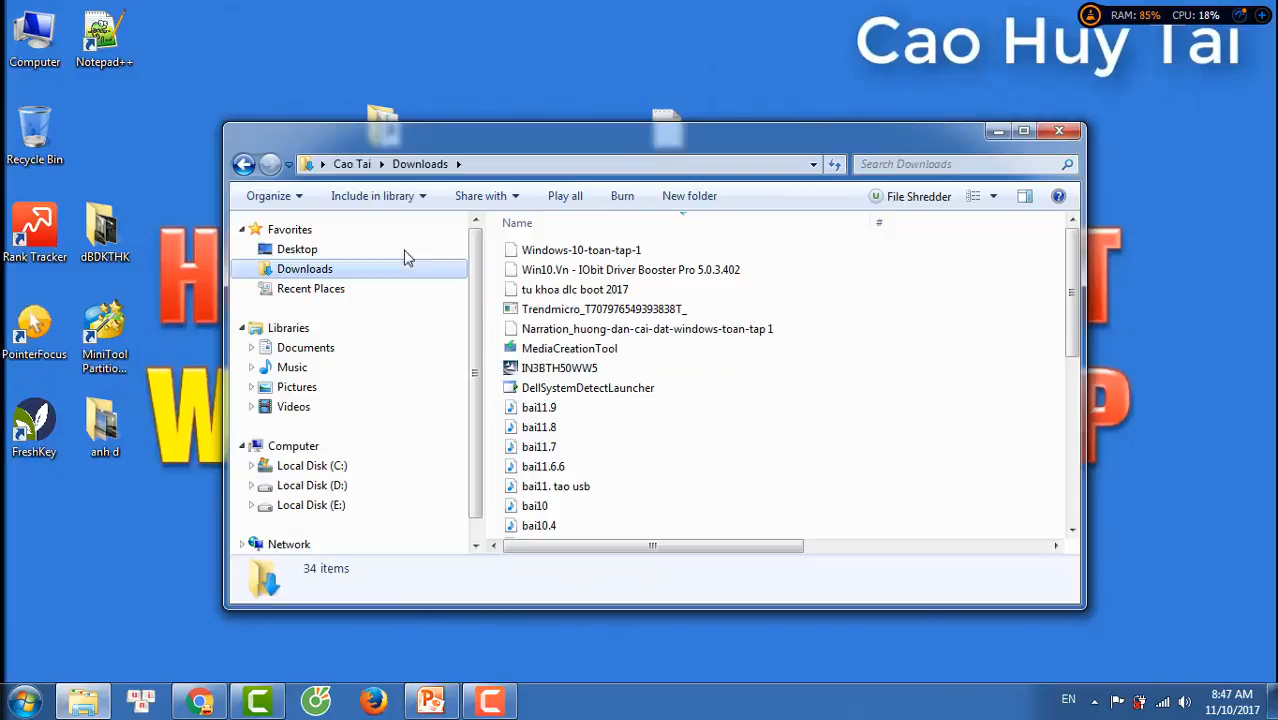 RAM: 85% CPU: 18%
Cao Huy Tai
Computer
Notepad++
Recycle Bin
Rank Tracker
dBDKTHK
PointerFocus
MiniTool
Partitio...
FreshKey
anh d
Cao Tai
Downloads
Search Downloads
Organize
Include in library
Share with
Play all
Burn
New folder
File Shredder
Favorites
Desktop
Downloads
Recent Places
Libraries
Documents
Music
Pictures
Videos
Computer
Local Disk (C:)
Local Disk (D:)
Local Disk (E:)
Network
Name
#
Windows-10-toan-tap-1
Win10.Vn - IObit Driver Booster Pro 5.0.3.402
tu khoa dlc boot 2017
Trendmicro_T707976549393838T_
Narration_huong-dan-cai-dat-windows-toan-tap 1
MediaCreationTool
IN3BTH50WW5
DellSystemDetectLauncher
bai11.9
bai11.8
bai11.7
bai11.6.6
bai11. tao usb
bai10
bai10.4
34 items
H
T
W
P
EN
8:47 AM
11/10/2017